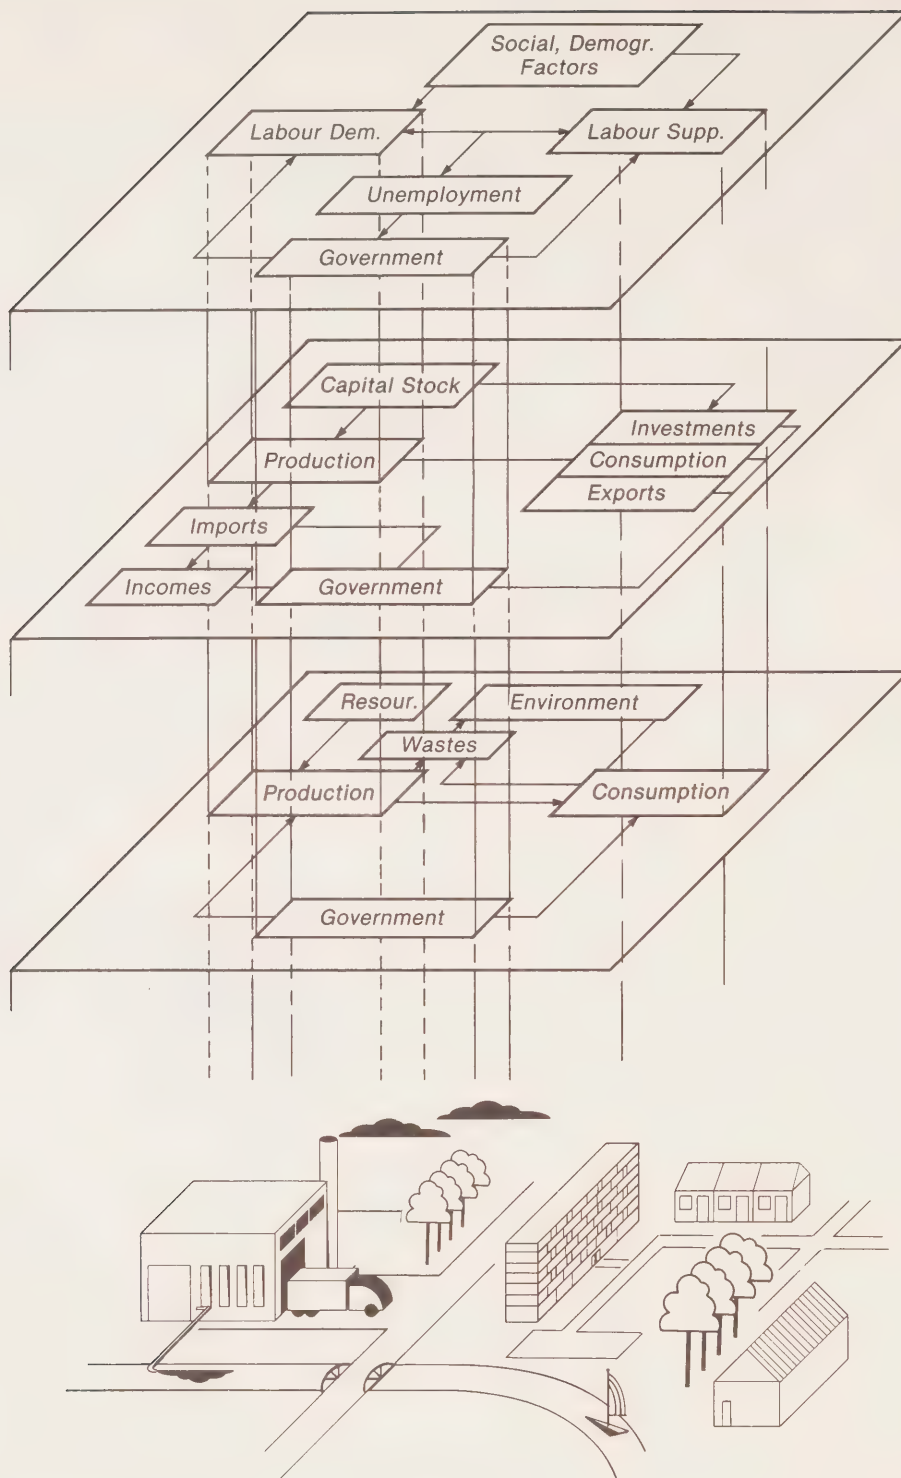 Social, Demogr.
Factors
Labour Dem.
Labour Supp.
Unemployment
Government
Capital Stock
Investments
Production
Consumption
Exports
Imports
Incomes
Government
Resour.
Environment
Wastes
Production
Consumption
Government